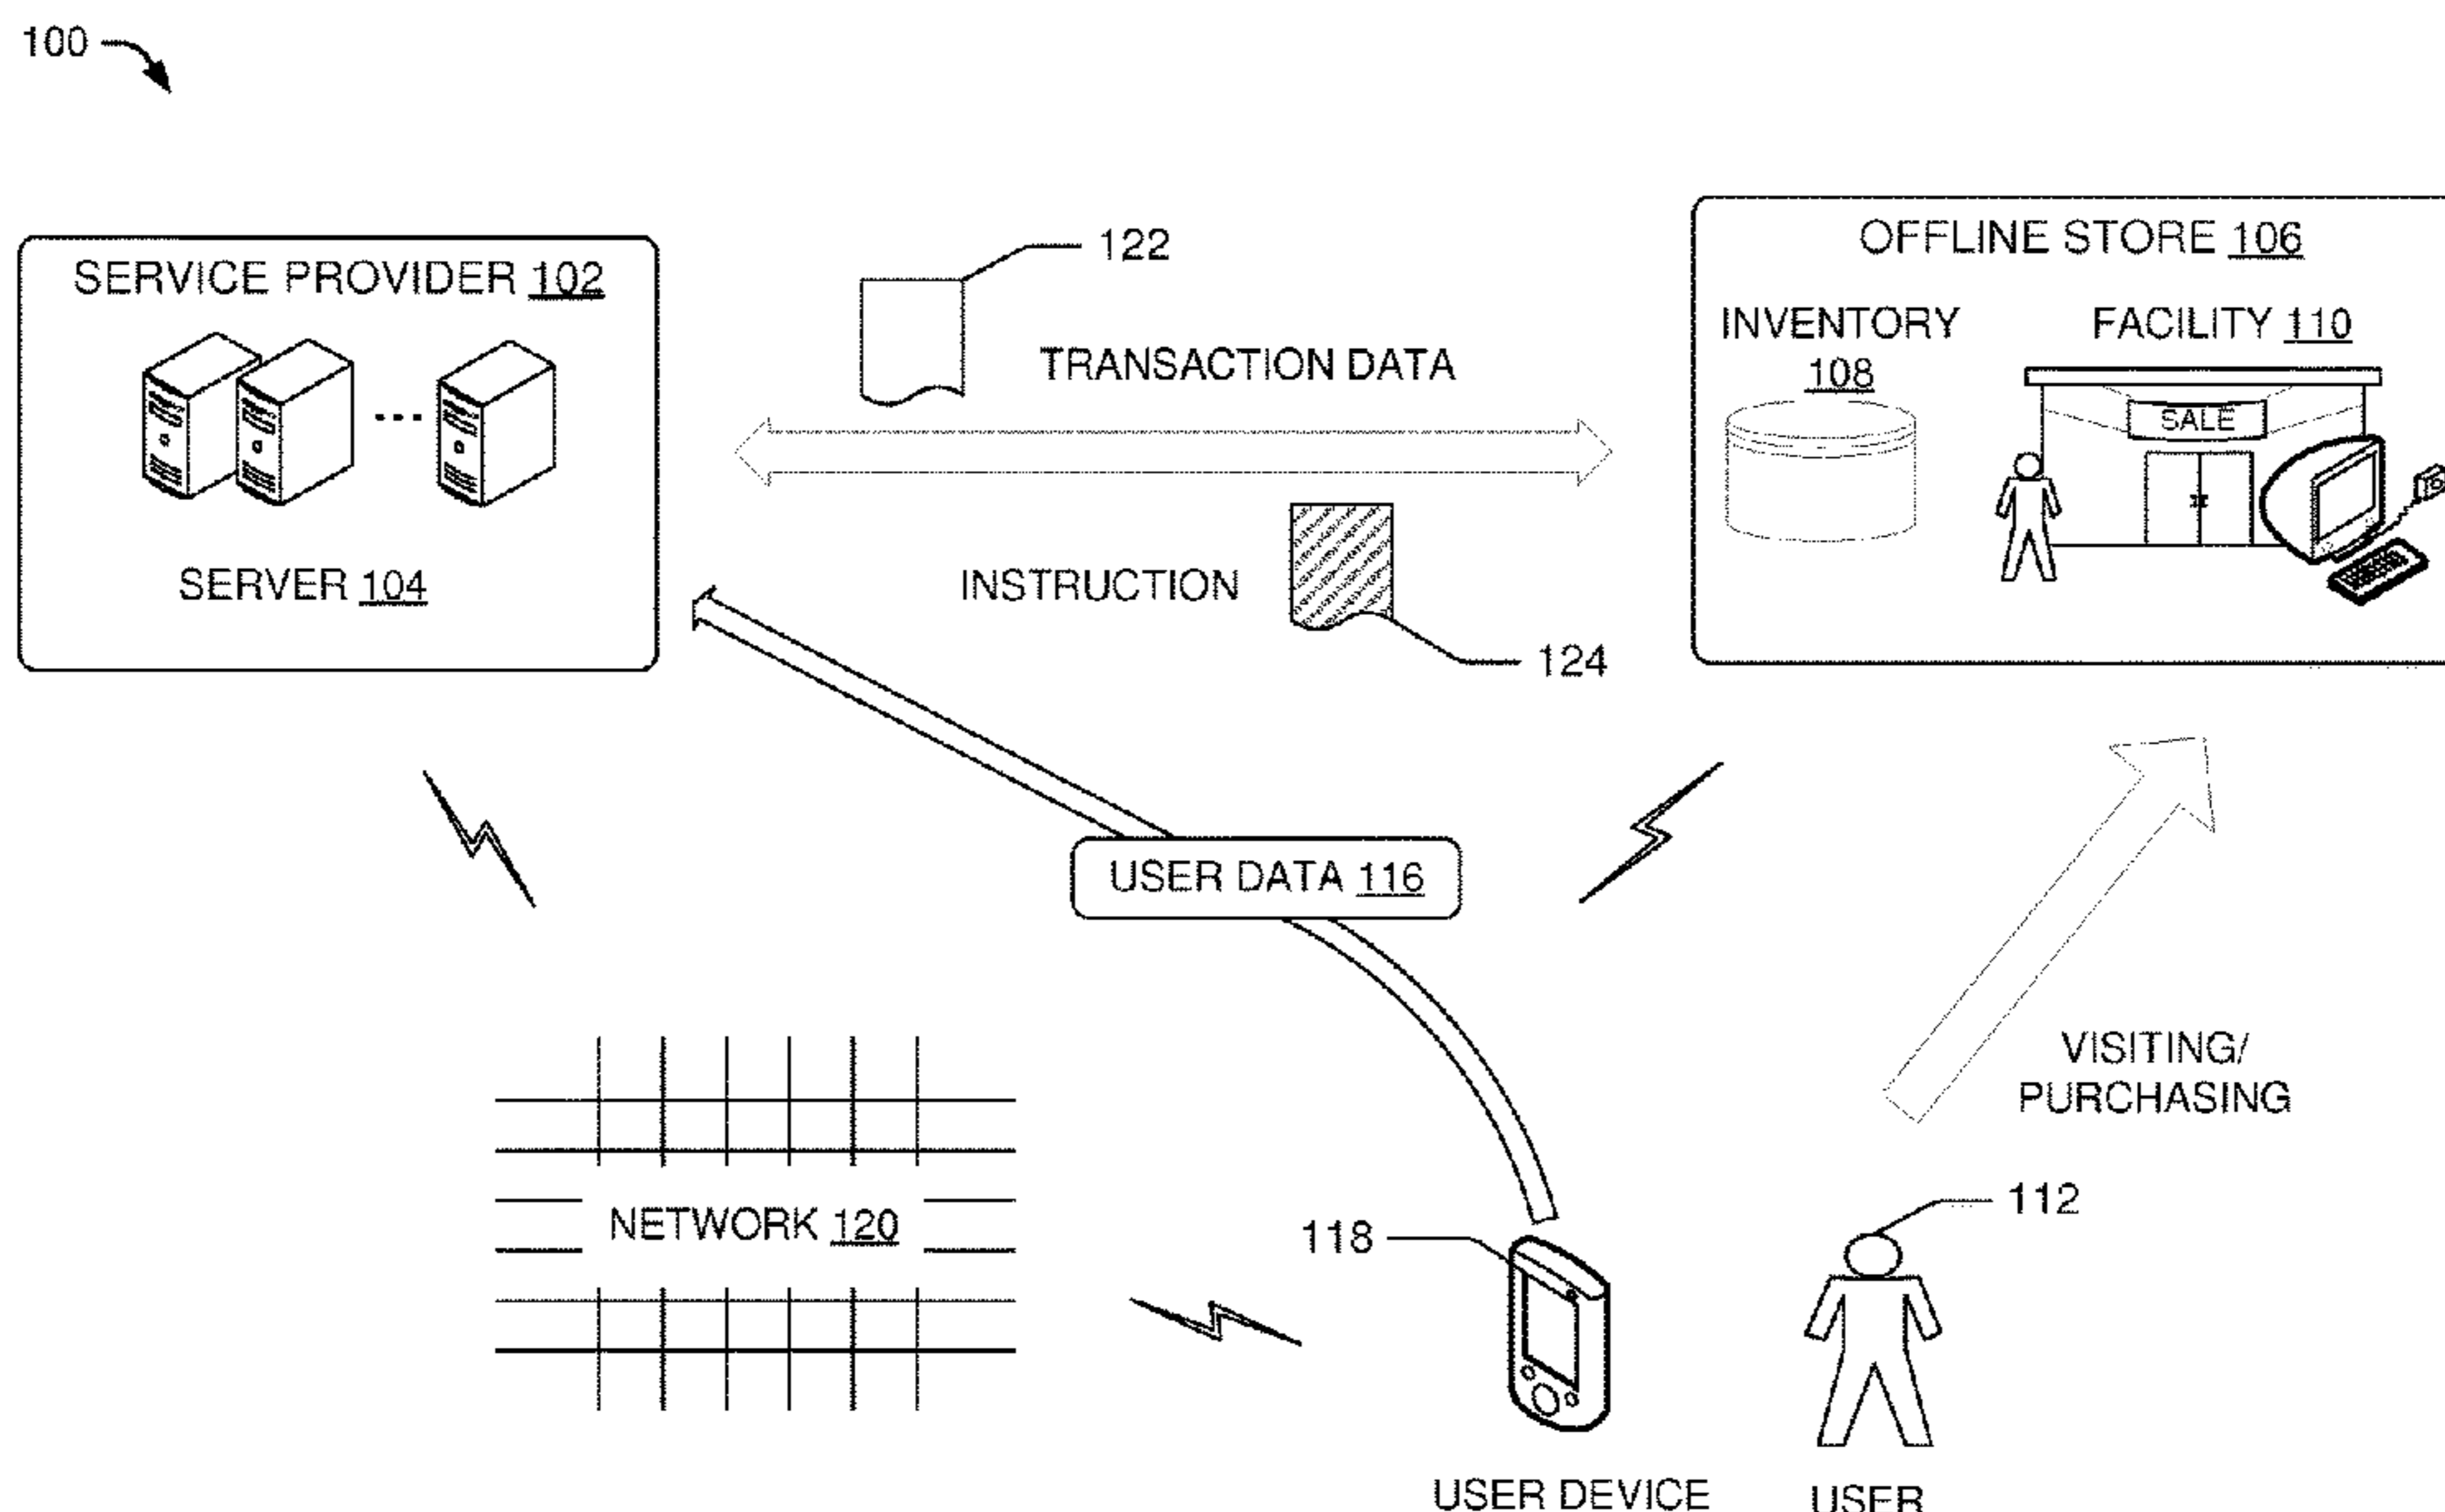 100
SERVICE PROVIDER 102
SERVER 104
122
TRANSACTION DATA
INSTRUCTION
124
OFFLINE STORE 106
INVENTORY
108
FACILITY 110
SALE
USER DATA 116
VISITING/
PURCHASING
NETWORK 120
118
112
USER DEVICE
USER